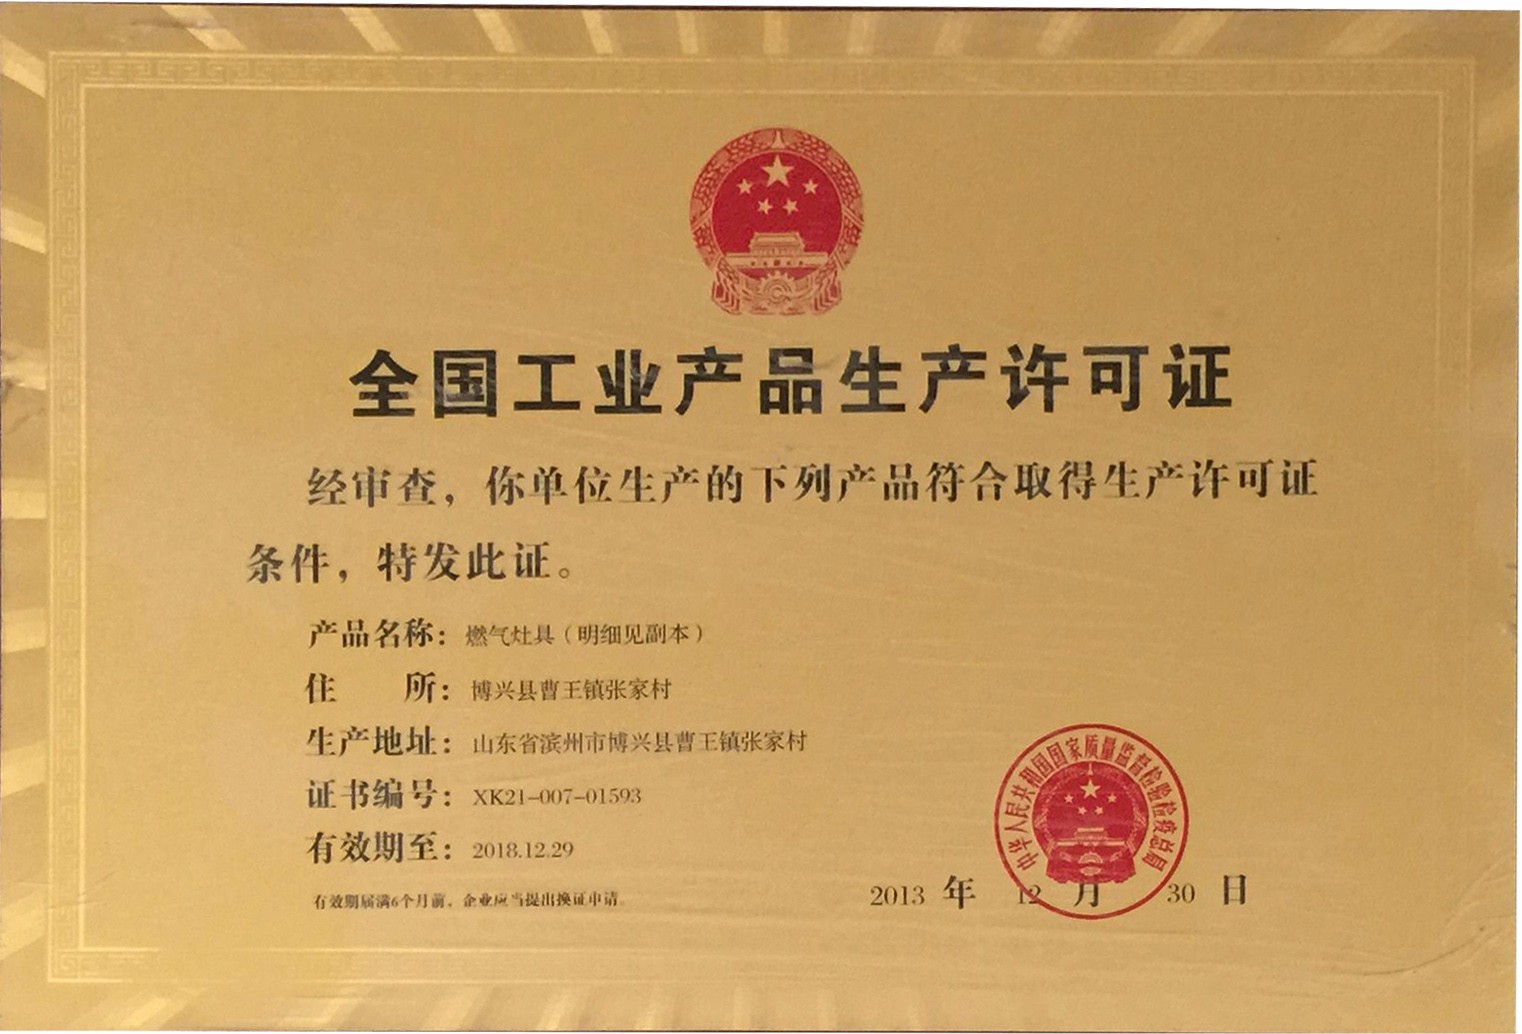 全国工业产品生产许可证
经审查，你单位生产的下列产品符合取得生产许可证
条件，特发此证。
产品名称：燃气灶具（明细见副本）
住　　所：博兴县曹王镇张家村
生产地址：山东省滨州市博兴县曹王镇张家村
证书编号：XK21-007-01593
有效期至：2018.12.29
有效期届满6个月前，企业应当提出换证申请。
中华人民共和国国家质量监督检验检疫总局
2013 年 12 月 30 日